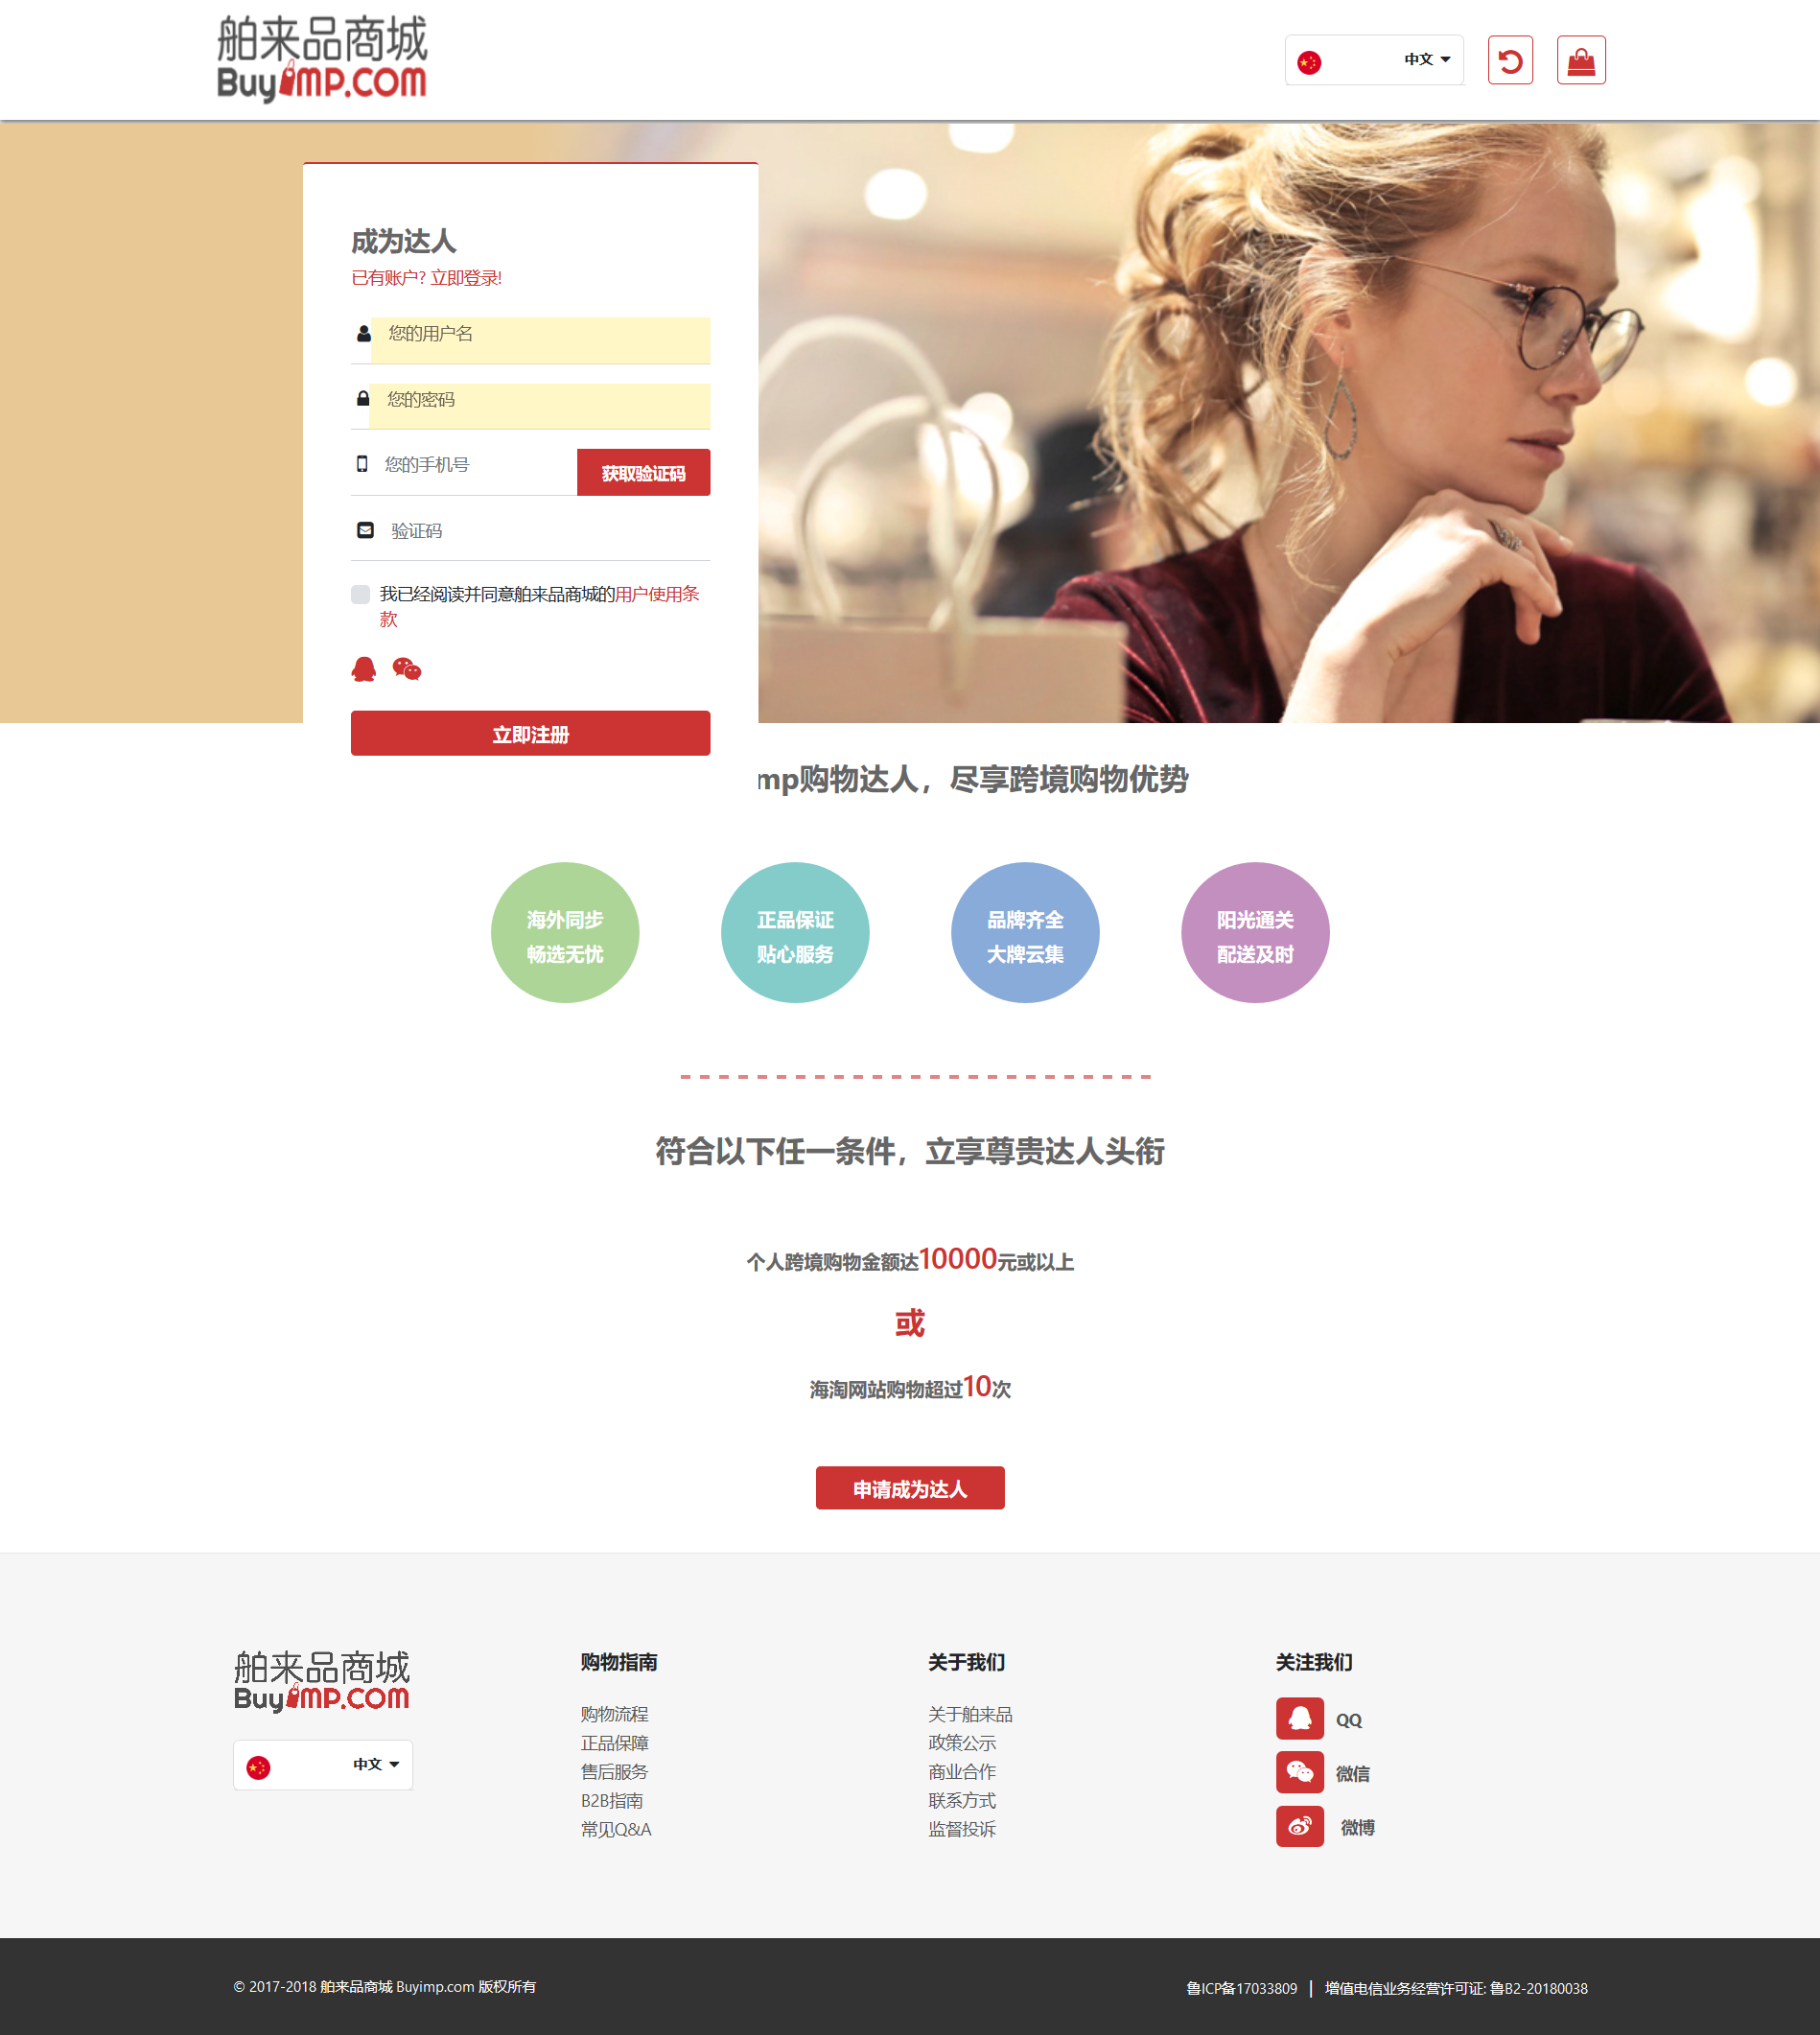 舶来品商城
BuyiMP.COM
中文
成为达人
已有账户? 立即登录!
您的用户名
您的密码
您的手机号
获取验证码
验证码
我已经阅读并同意舶来品商城的用户使用条
款
立即注册
mp购物达人，尽享跨境购物优势
海外同步
畅选无忧
正品保证
贴心服务
品牌齐全
大牌云集
阳光通关
配送及时
符合以下任一条件，立享尊贵达人头衔
个人跨境购物金额达10000元或以上
或
海淘网站购物超过10次
申请成为达人
舶来品商城
BuyiMP.COM
中文
购物指南
购物流程
正品保障
售后服务
B2B指南
常见Q&A
关于我们
关于舶来品
政策公示
商业合作
联系方式
监督投诉
关注我们
QQ
微信
微博
© 2017-2018 舶来品商城 Buyimp.com 版权所有
鲁ICP备17033809 | 增值电信业务经营许可证: 鲁B2-20180038